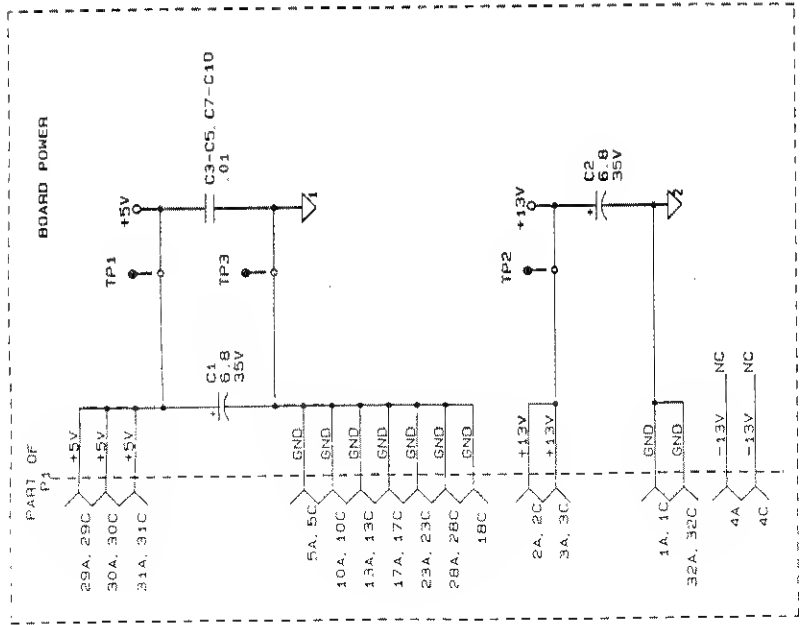 BOARD POWER
PART OF
P1
29A, 29C
+5V
30A, 30C
+5V
31A, 31C
+5V
TP1
+5V
C1
6.8
35V
+
C3-C5, C7-C10
.01
TP3
1
5A, 5C
GND
10A, 10C
GND
13A, 13C
GND
17A, 17C
GND
23A, 23C
GND
28A, 28C
GND
18C
GND
2A, 2C
+13V
3A, 3C
+13V
TP2
+13V
C2
6.8
35V
+
2
1A, 1C
GND
32A, 32C
GND
4A
-13V
NC
4C
-13V
NC